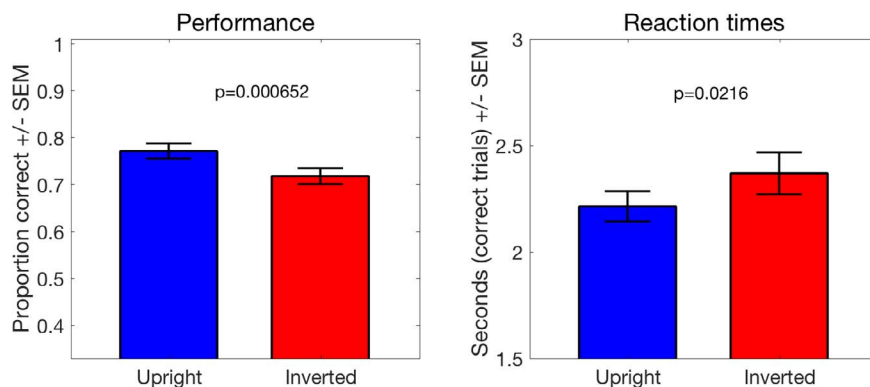 Performance
Proportion correct +/- SEM
1
0.9
0.8
0.7
0.6
0.5
0.4
p=0.000652
Upright
Inverted
Reaction times
Seconds (correct trials) +/- SEM
3
2.5
2
1.5
p=0.0216
Upright
Inverted